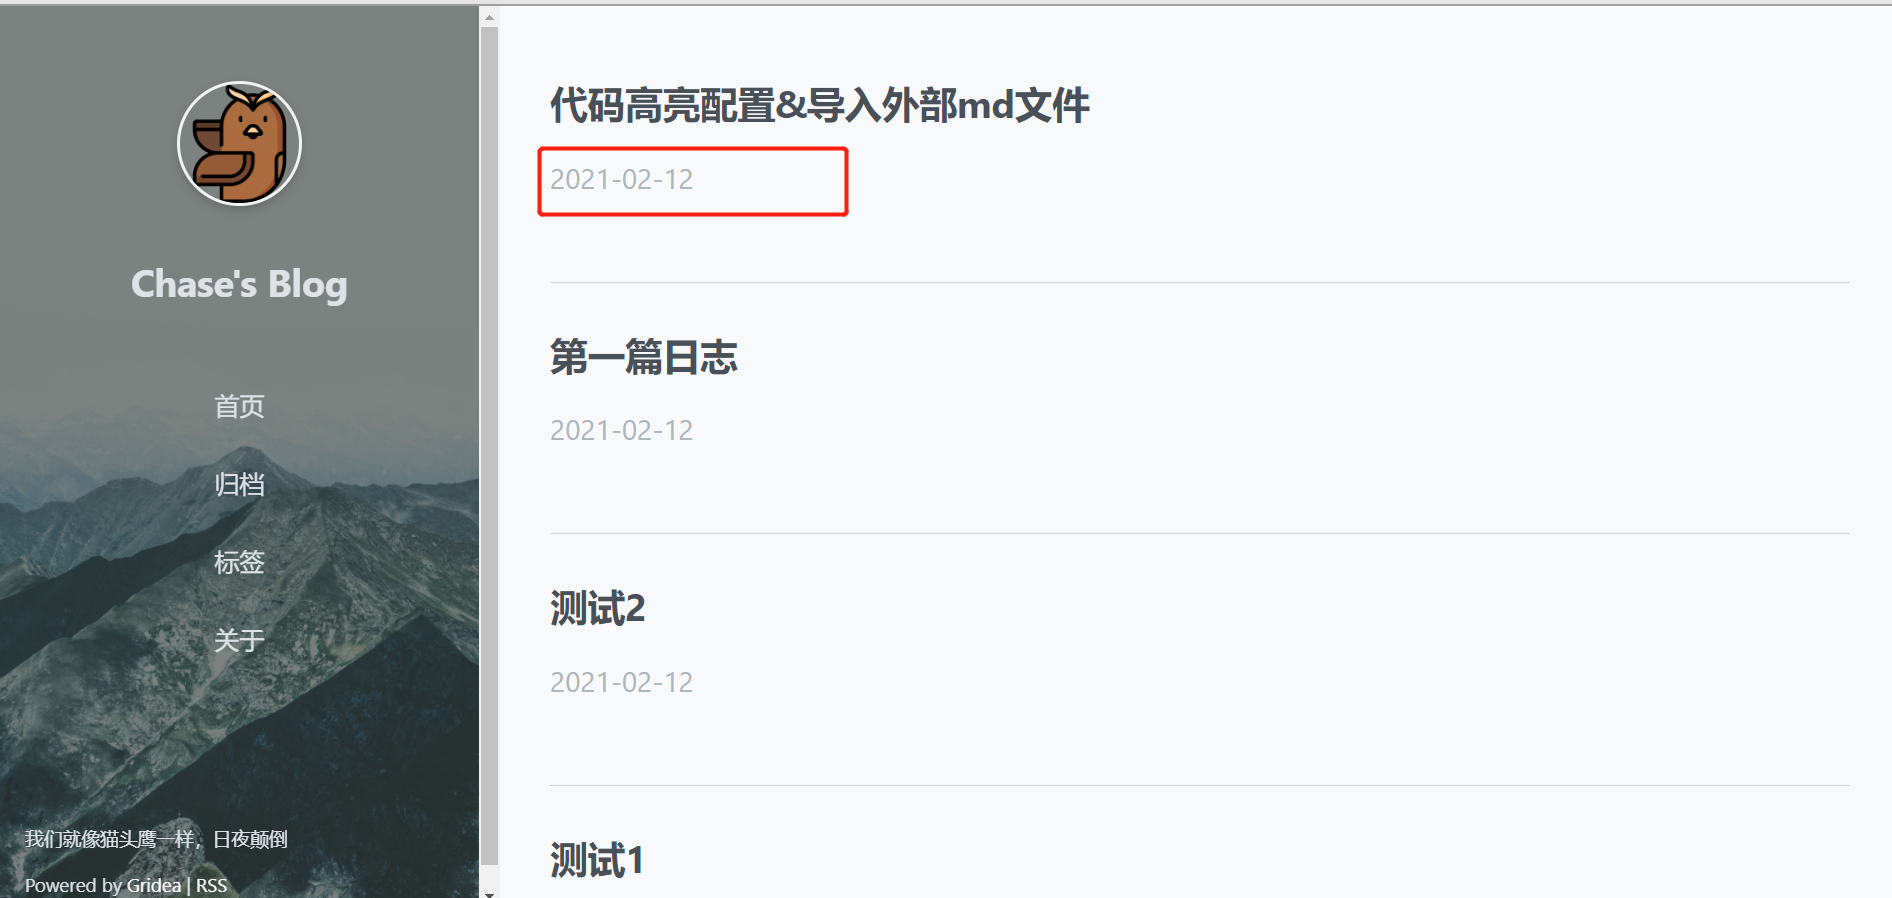 Chase's Blog
首页
归档
标签
关于
我们就像猫头鹰一样，日夜颠倒
Powered by Gridea | RSS
代码高亮配置&导入外部md文件
2021-02-12
第一篇日志
2021-02-12
测试2
2021-02-12
测试1